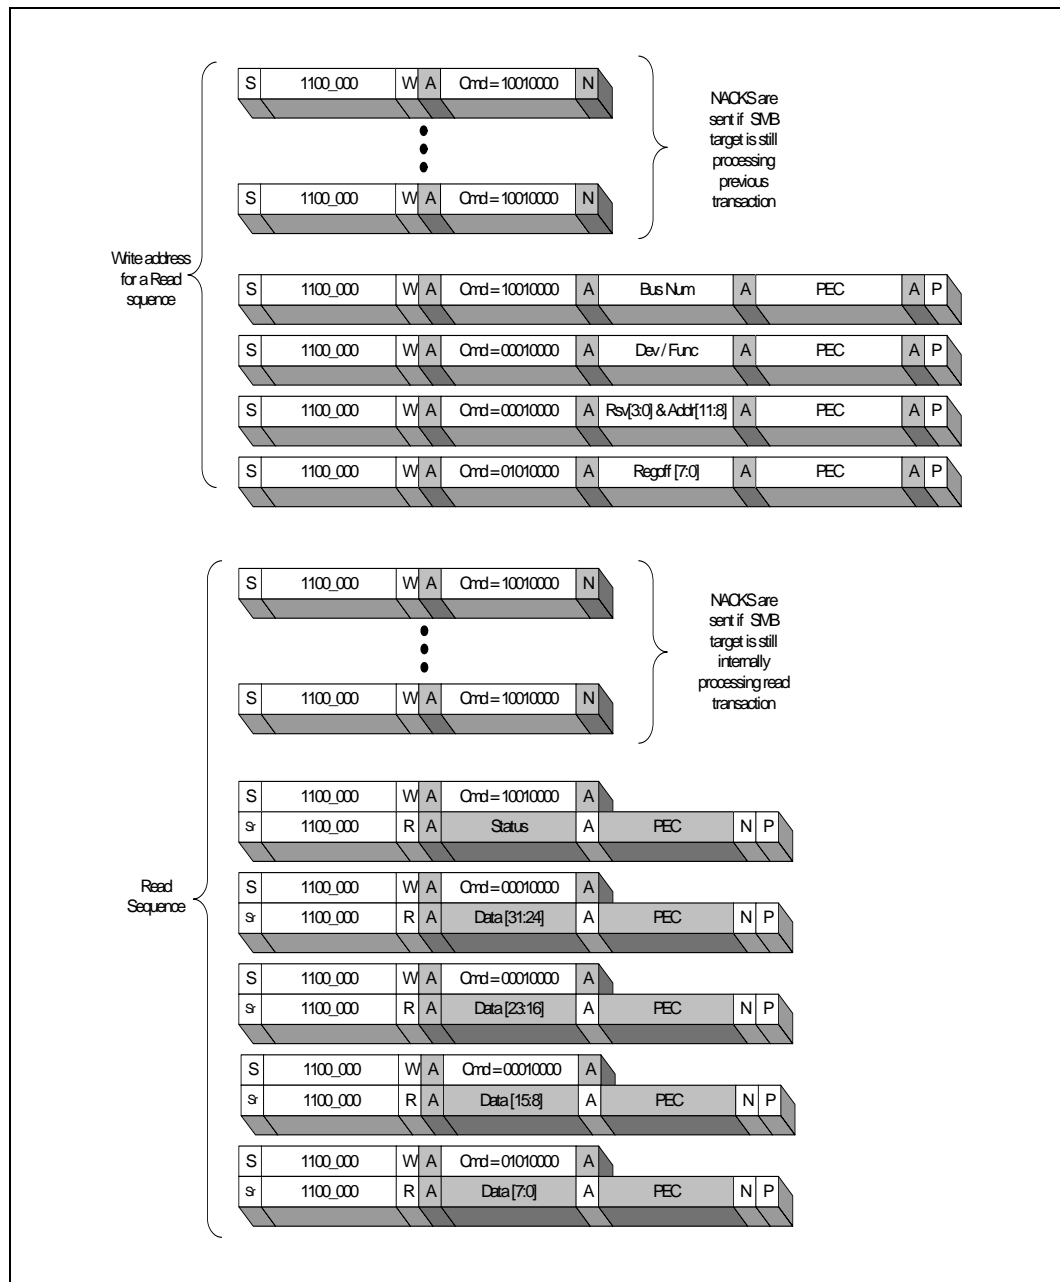 S 1100_000 W A Cmd = 10010000 N
NACKS are
sent if SMB
target is still
processing
previous
transaction
S 1100_000 W A Cmd = 10010000 N
Write address
for a Read
squence
S 1100_000 W A Cmd = 10010000 A Bus Num A PEC A P
S 1100_000 W A Cmd = 00010000 A Dev / Func A PEC A P
S 1100_000 W A Cmd = 00010000 A Rsv[3:0] & Addr[11:8] A PEC A P
S 1100_000 W A Cmd = 01010000 A Regoff [7:0] A PEC A P
S 1100_000 W A Cmd = 10010000 N
NACKS are
sent if SMB
target is still
internally
processing read
transaction
S 1100_000 W A Cmd = 10010000 N
Read
Sequence
S 1100_000 W A Cmd = 10010000 A
Sr 1100_000 R A Status A PEC N P
S 1100_000 W A Cmd = 00010000 A
Sr 1100_000 R A Data [31:24] A PEC N P
S 1100_000 W A Cmd = 00010000 A
Sr 1100_000 R A Data [23:16] A PEC N P
S 1100_000 W A Cmd = 00010000 A
Sr 1100_000 R A Data [15:8] A PEC N P
S 1100_000 W A Cmd = 01010000 A
Sr 1100_000 R A Data [7:0] A PEC N P